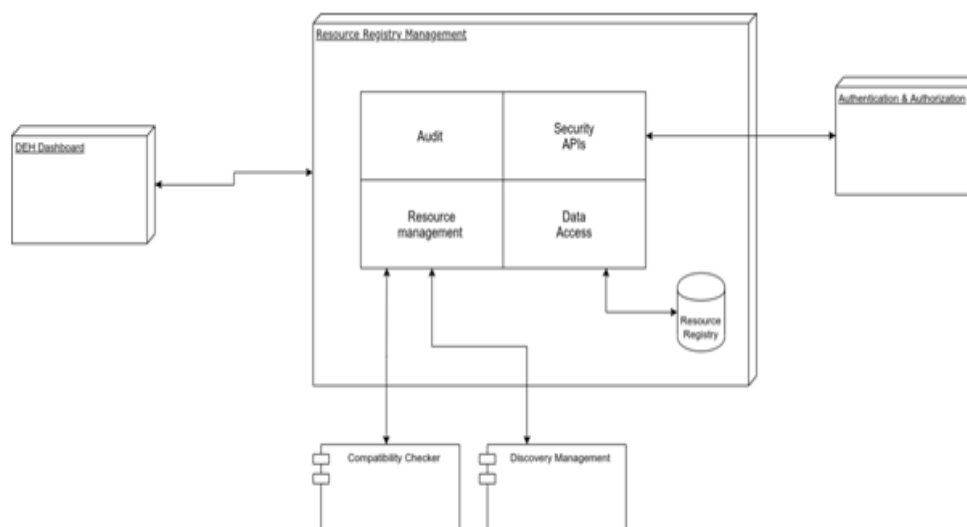 Resource Registry Management
Audit
Security
APIs
Authentication & Authorization
DEH Dashboard
Resource
management
Data
Access
Resource
Registry
Compatibility Checker
Discovery Management